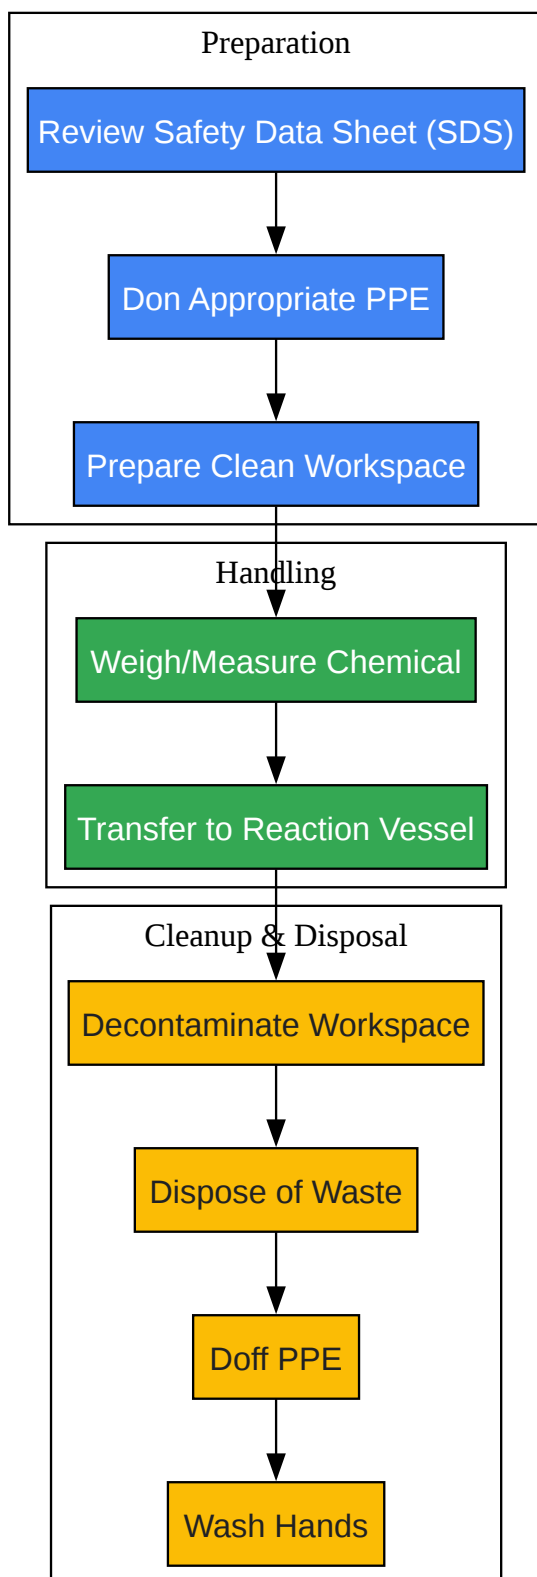 Preparation
Review Safety Data Sheet (SDS)
Don Appropriate PPE
Prepare Clean Workspace
Handling
Weigh/Measure Chemical
Transfer to Reaction Vessel
Cleanup & Disposal
Decontaminate Workspace
Dispose of Waste
Doff PPE
Wash Hands